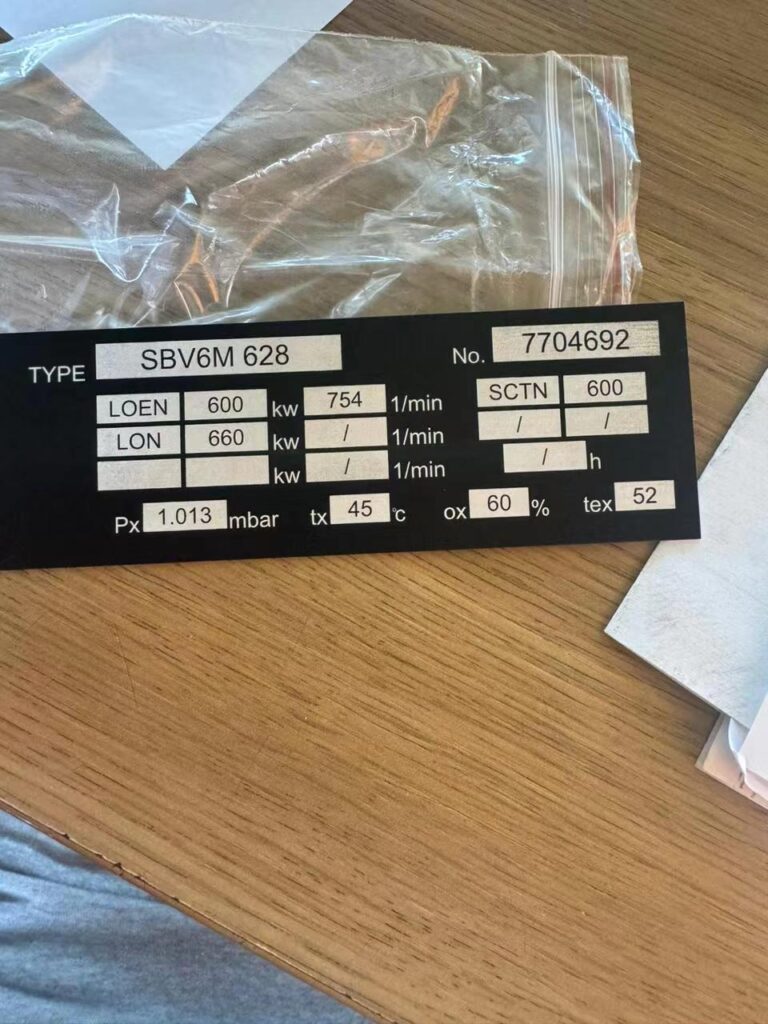 TYPE SBV6M 628 No. 7704692
LOEN 600 kw 754 1/min SCTN 600
LON 660 kw / 1/min / /
kw / 1/min / h
Px 1.013 mbar tx 45 °c ox 60 % tex 52